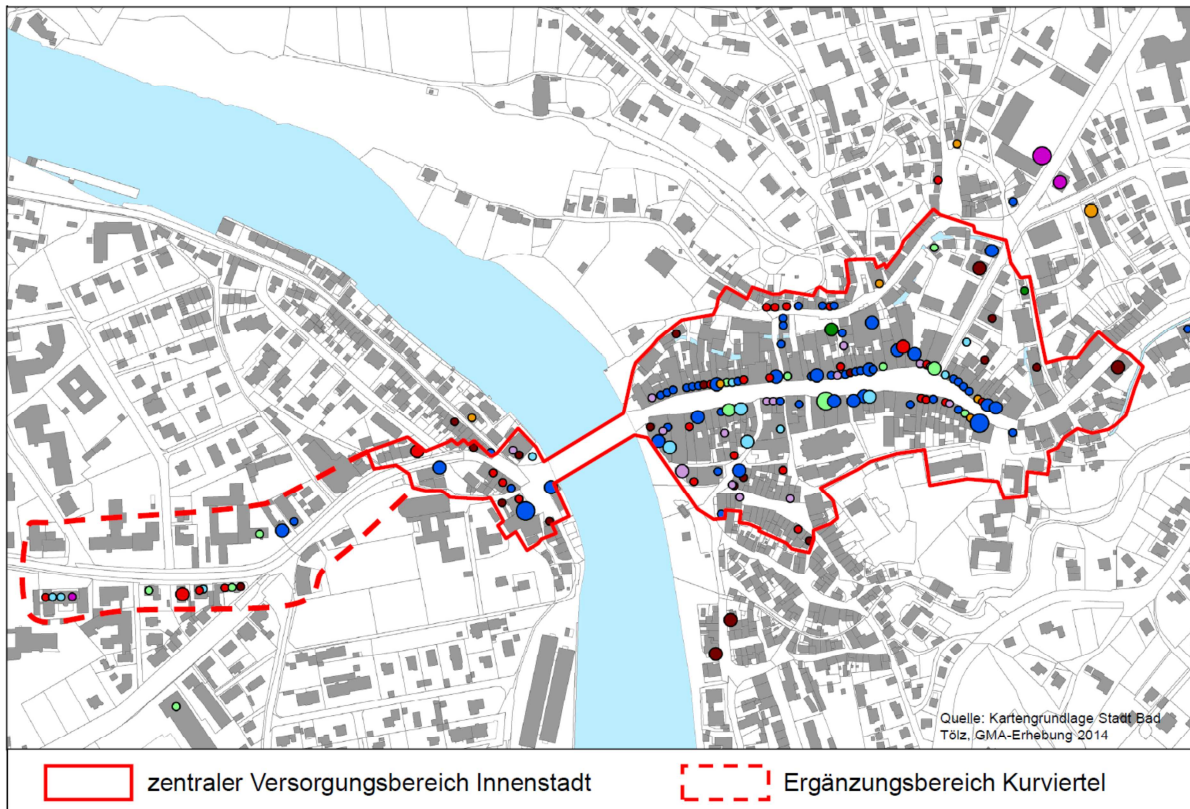 Quelle: Kartengrundlage Stadt Bad
Tölz, GMA-Erhebung 2014
zentraler Versorgungsbereich Innenstadt
Ergänzungsbereich Kurviertel